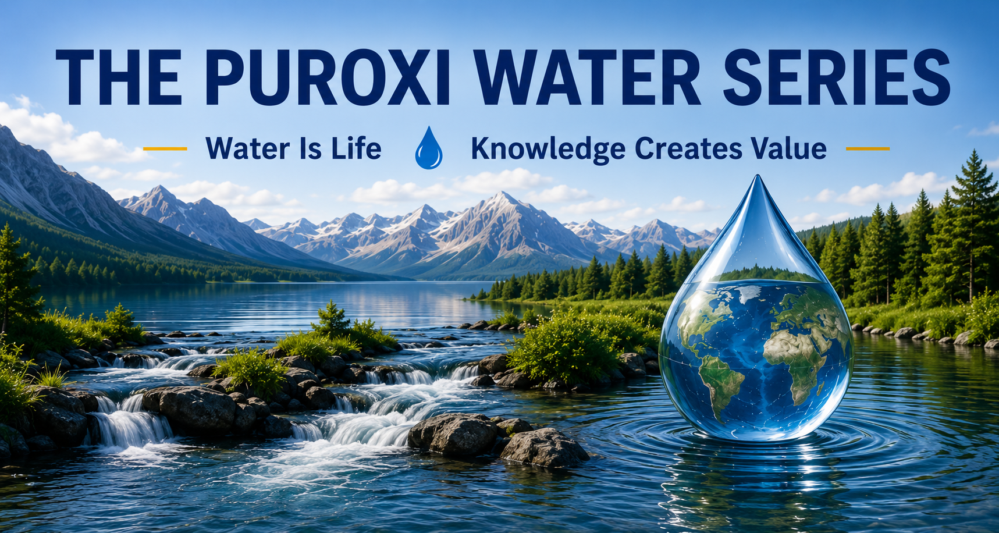 THE PUROXI WATER SERIES
Water Is Life Knowledge Creates Value